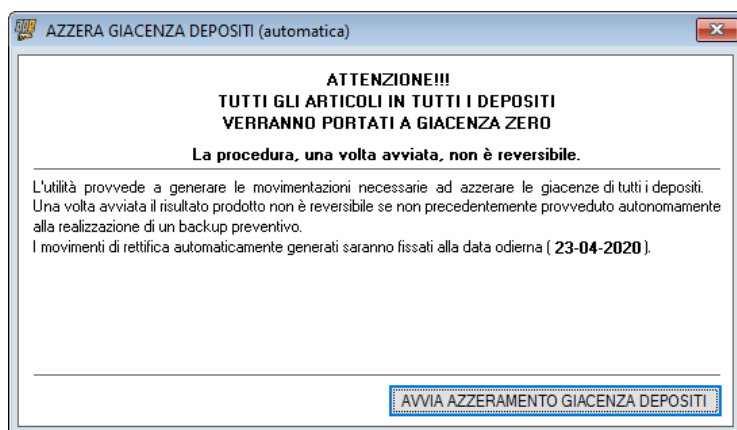 AZZERA GIACENZA DEPOSITI (automatica)
ATTENZIONE!!!
TUTTI GLI ARTICOLI IN TUTTI I DEPOSITI
VERRANNO PORTATI A GIACENZA ZERO
La procedura, una volta avviata, non è reversibile.
L'utilità provvede a generare le movimentazioni necessarie ad azzerare le giacenze di tutti i depositi.
Una volta avviata il risultato prodotto non è reversibile se non precedentemente provveduto autonomamente
alla realizzazione di un backup preventivo.
I movimenti di rettifica automaticamente generati saranno fissati alla data odierna ( 23-04-2020 ).
AVVIA AZZERAMENTO GIACENZA DEPOSITI